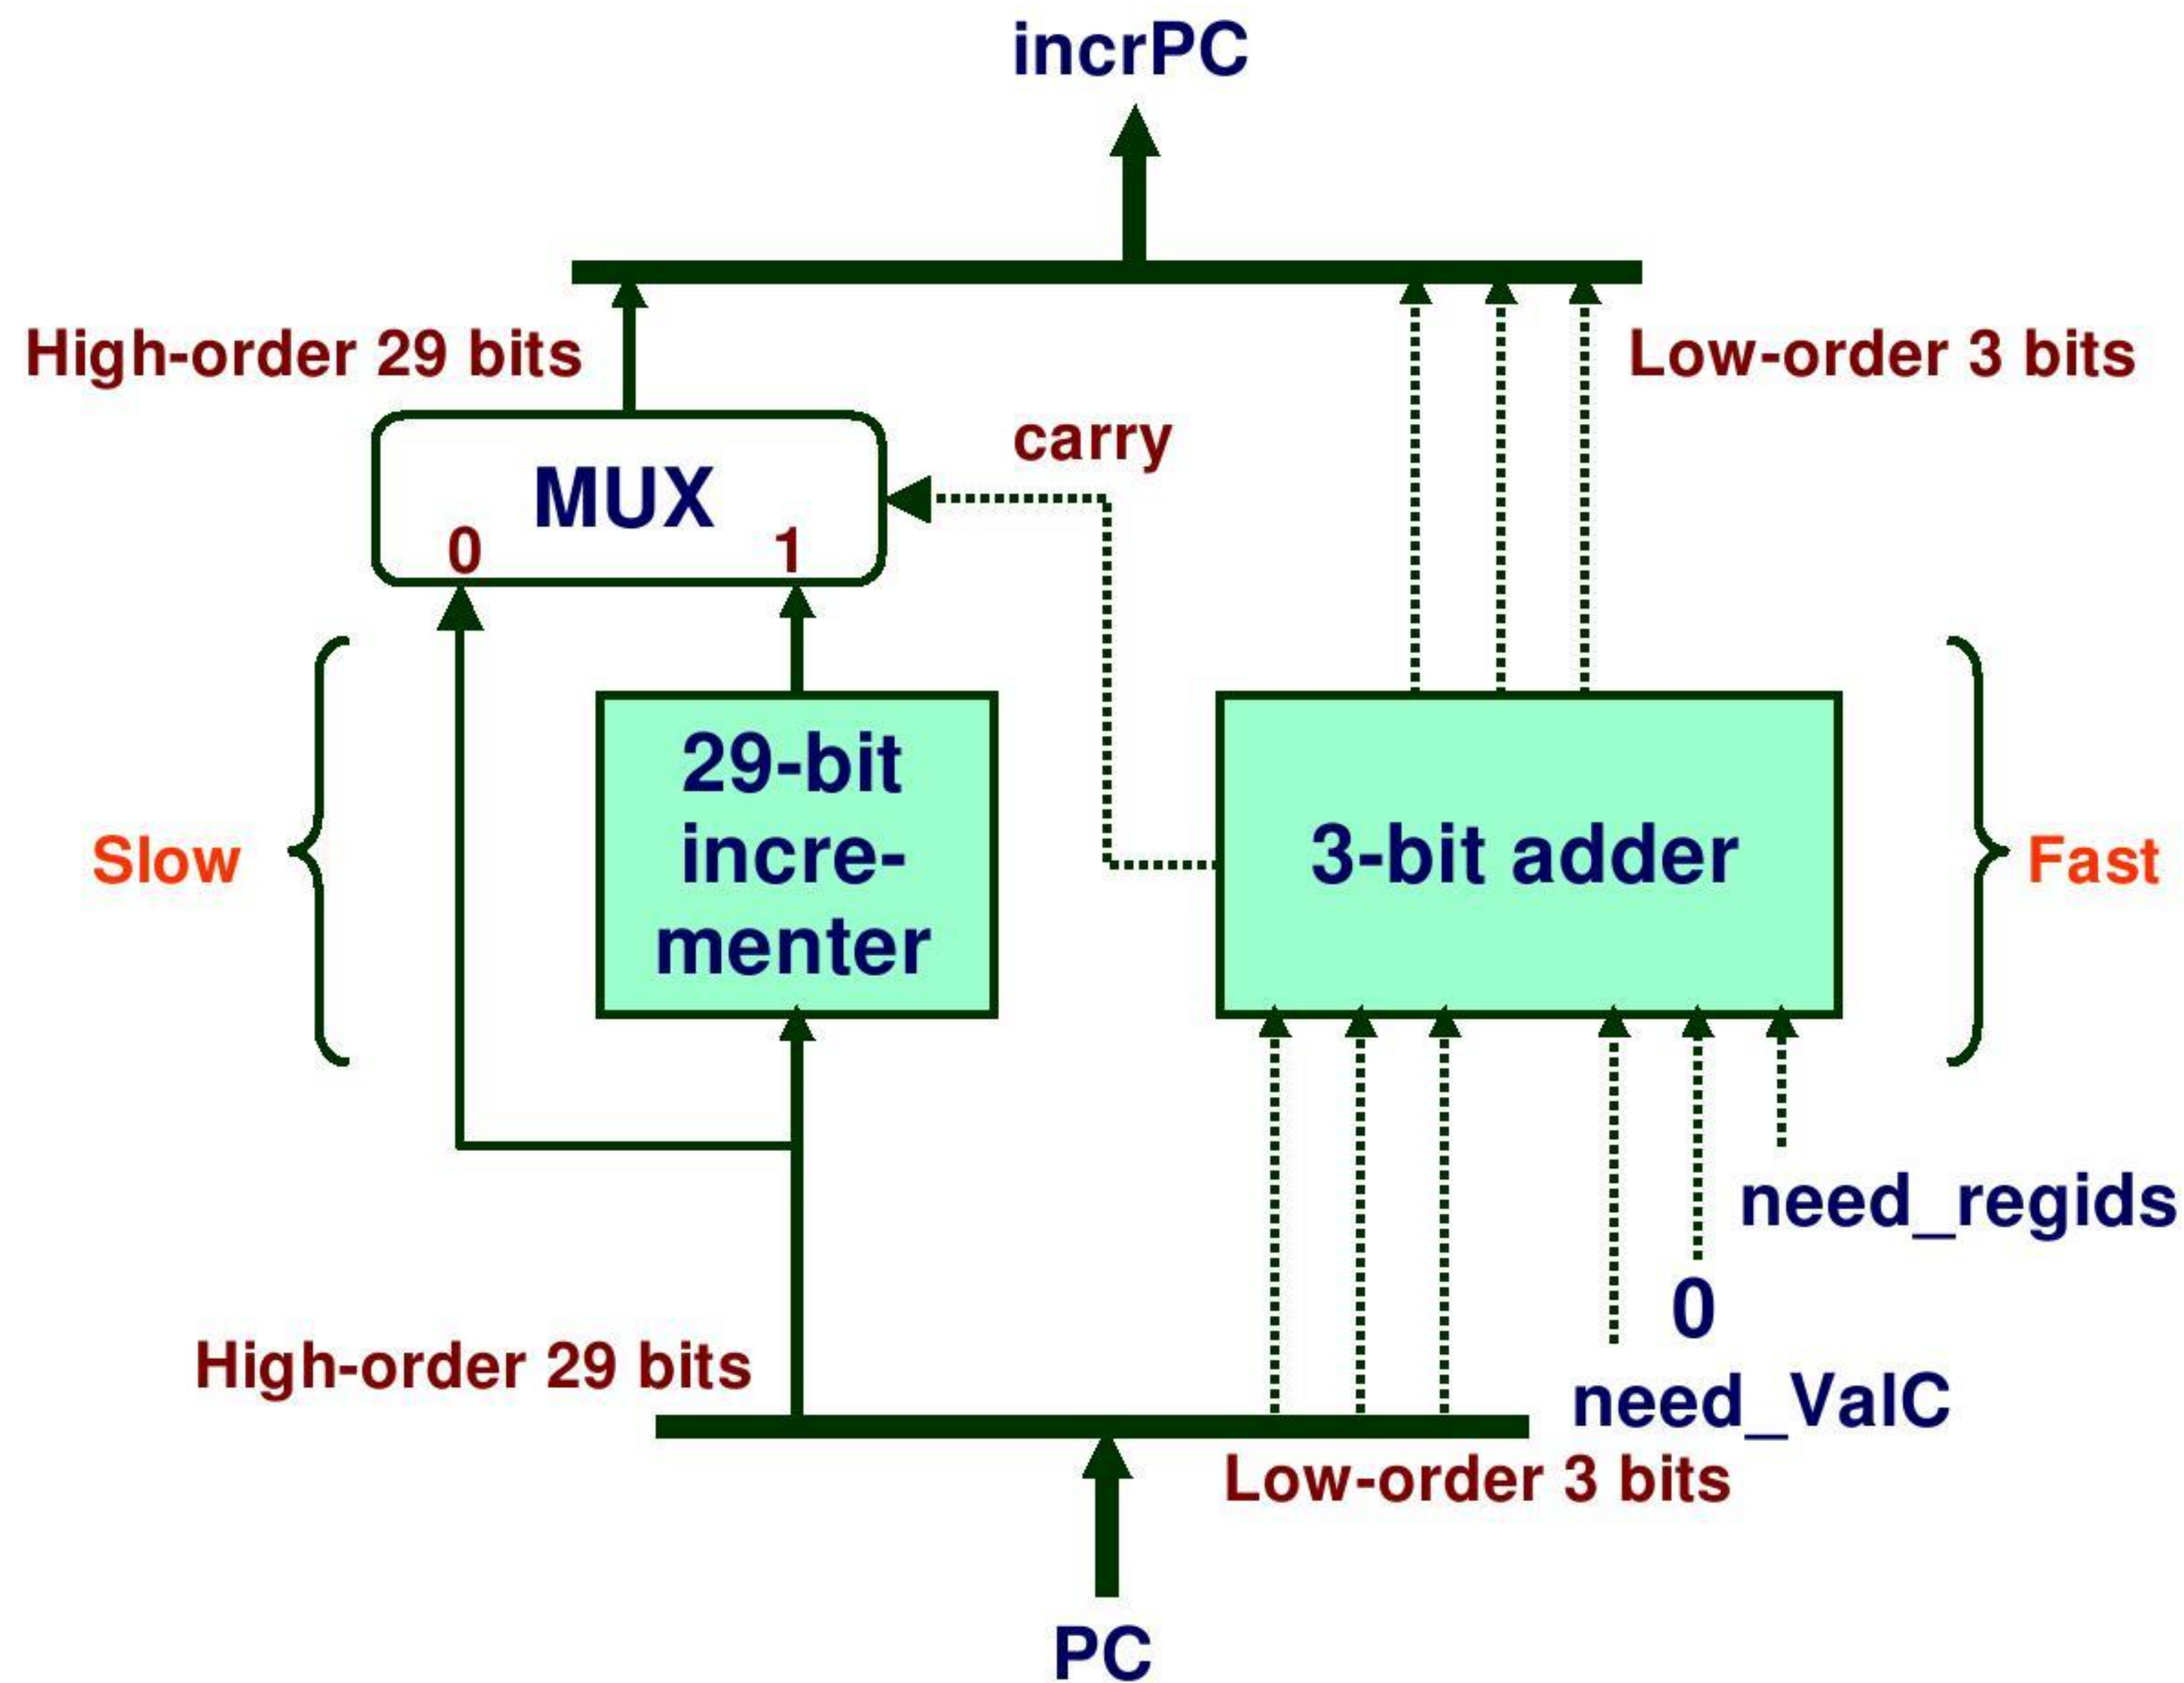 incrPC
High-order 29 bits
Low-order 3 bits
carry
MUX
0
1
29-bit
incre-
menter
3-bit adder
Slow
Fast
need_regids
0
need_ValC
High-order 29 bits
Low-order 3 bits
PC